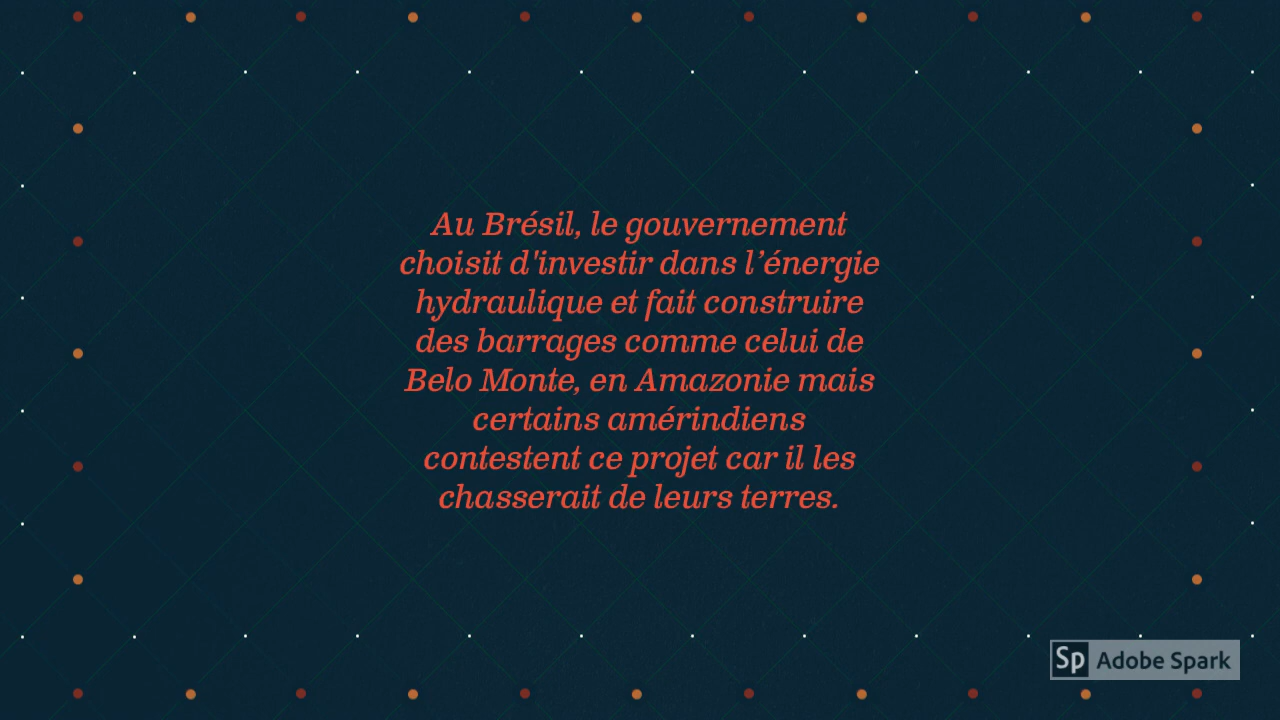 Au Brésil, le gouvernement
choisit d'investir dans l’énergie
hydraulique et fait construire
des barrages comme celui de
Belo Monte, en Amazonie mais
certains amérindiens
contestent ce projet car il les
chasserait de leurs terres.
Sp Adobe Spark